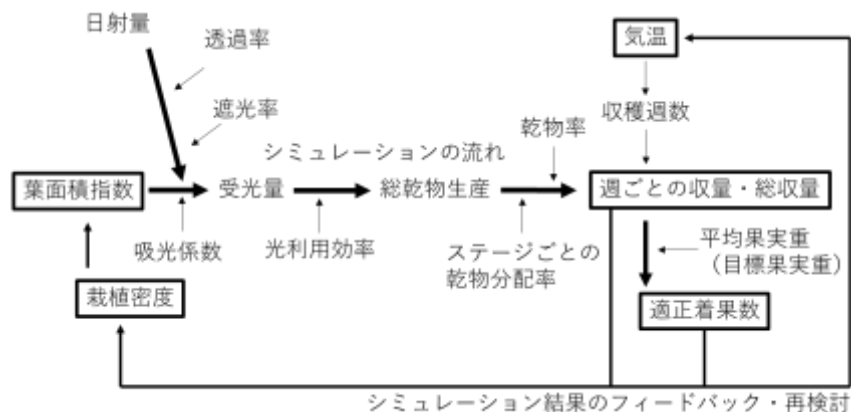 日射量
透過率
遮光率
気温
収穫週数
乾物率
シミュレーションの流れ
葉面積指数
受光量
総乾物生産
週ごとの収量・総収量
吸光係数
光利用効率
ステージごとの
乾物分配率
平均果実重
（目標果実重）
栽植密度
適正着果数
シミュレーション結果のフィードバック・再検討